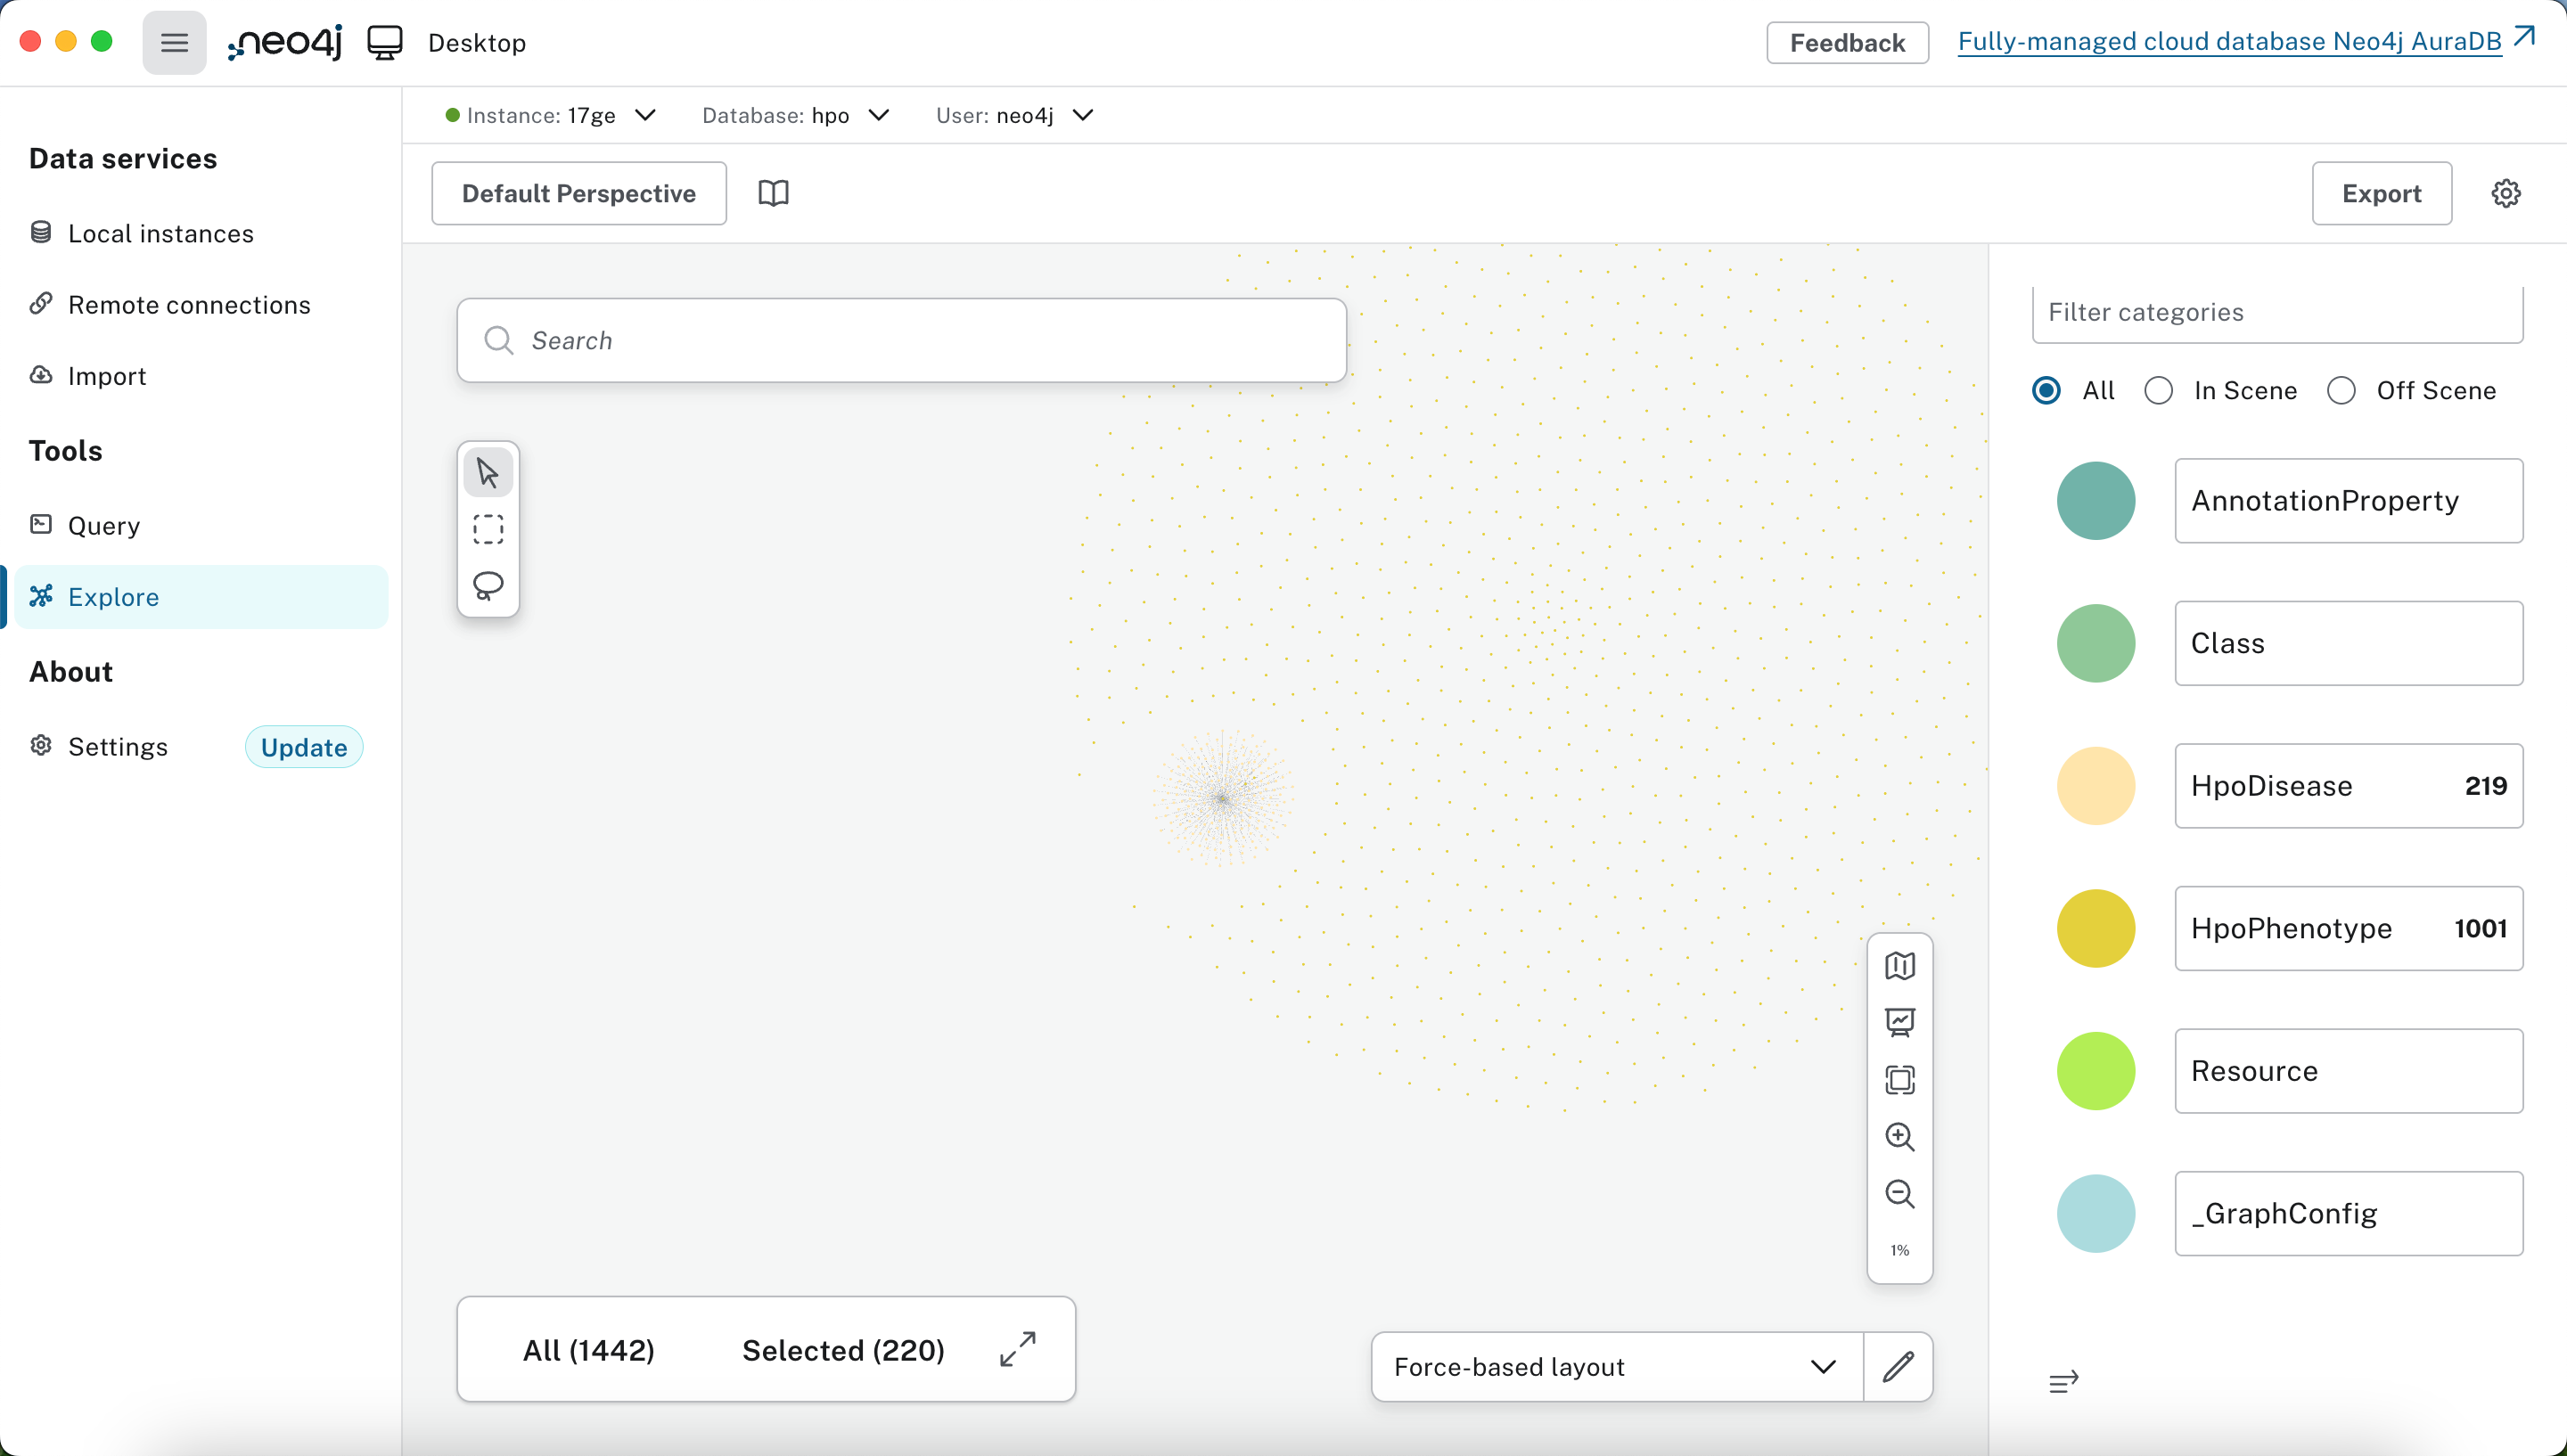 neo4j Desktop
Feedback
Fully-managed cloud database Neo4j AuraDB
Data services
Local instances
Remote connections
Import
Tools
Query
Explore
About
Settings
Update
Instance: 17ge
Database: hpo
User: neo4j
Default Perspective
Export
Search
All (1442)
Selected (220)
1%
Force-based layout
Filter categories
All
In Scene
Off Scene
AnnotationProperty
Class
HpoDisease 219
HpoPhenotype 1001
Resource
_GraphConfig